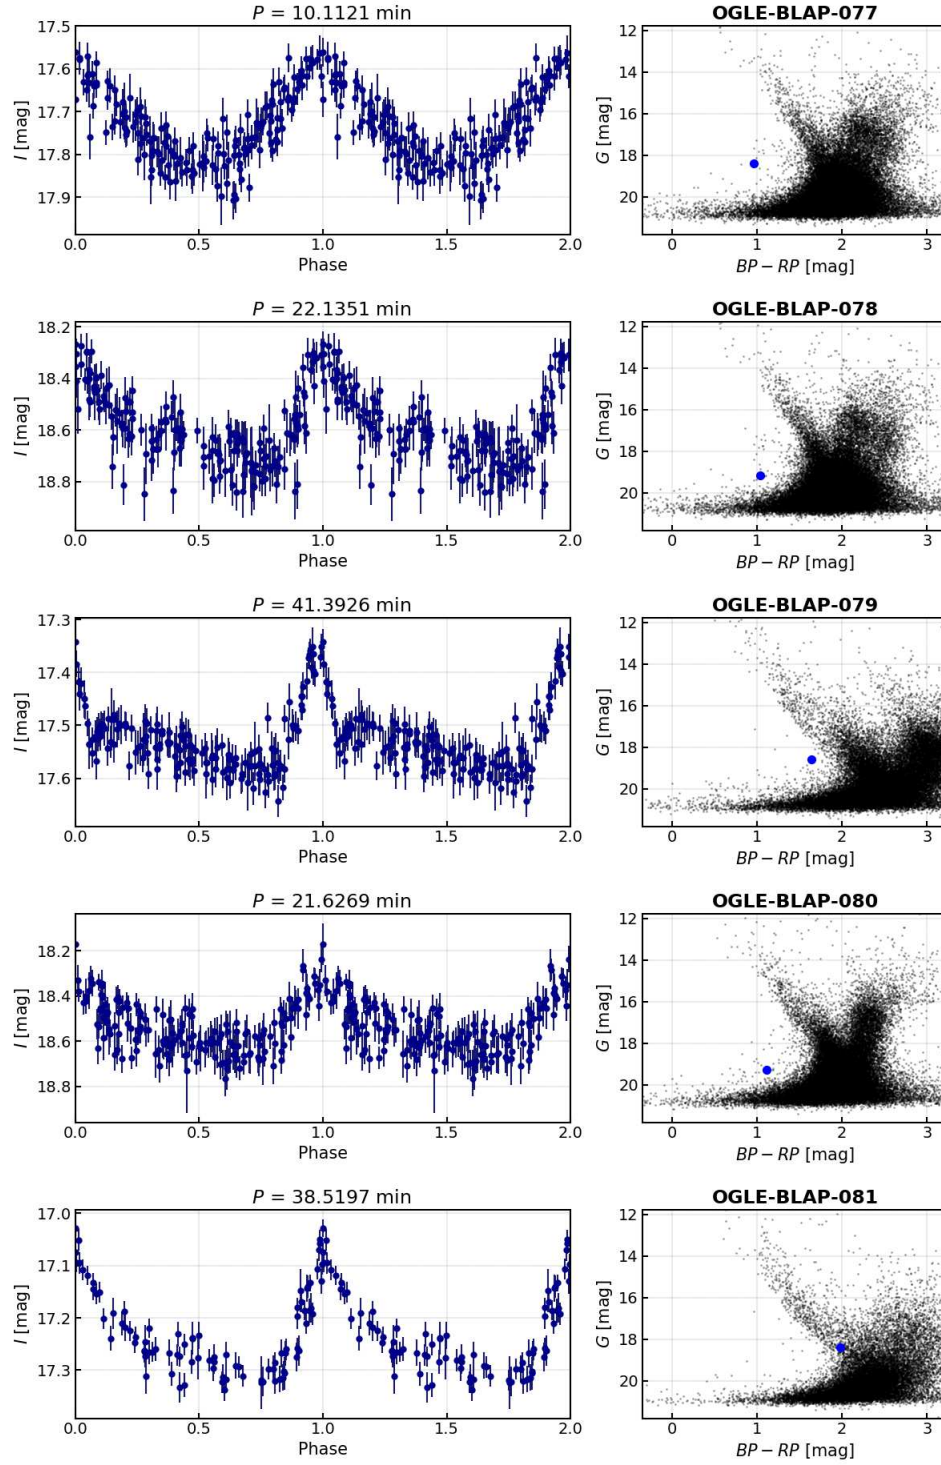 P = 10.1121 min
OGLE-BLAP-077
17.5
17.6
17.7
17.8
17.9
I [mag]
0.0 0.5 1.0 1.5 2.0
Phase
12
14
16
18
20
G [mag]
0 1 2 3
BP − RP [mag]
P = 22.1351 min
OGLE-BLAP-078
18.2
18.4
18.6
18.8
I [mag]
0.0 0.5 1.0 1.5 2.0
Phase
12
14
16
18
20
G [mag]
0 1 2 3
BP − RP [mag]
P = 41.3926 min
OGLE-BLAP-079
17.3
17.4
17.5
17.6
I [mag]
0.0 0.5 1.0 1.5 2.0
Phase
12
14
16
18
20
G [mag]
0 1 2 3
BP − RP [mag]
P = 21.6269 min
OGLE-BLAP-080
18.2
18.4
18.6
18.8
I [mag]
0.0 0.5 1.0 1.5 2.0
Phase
12
14
16
18
20
G [mag]
0 1 2 3
BP − RP [mag]
P = 38.5197 min
OGLE-BLAP-081
17.0
17.1
17.2
17.3
I [mag]
0.0 0.5 1.0 1.5 2.0
Phase
12
14
16
18
20
G [mag]
0 1 2 3
BP − RP [mag]